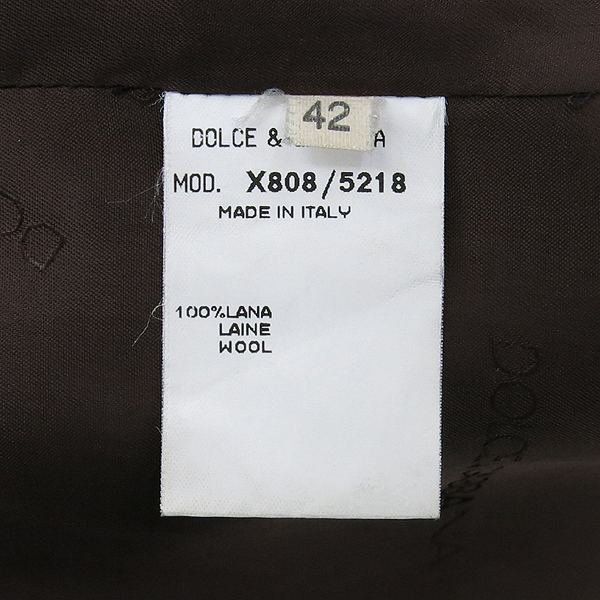 42
DOLCE &
MOD. X808/5218
MADE IN ITALY
100%LANA
LAINE
WOOL